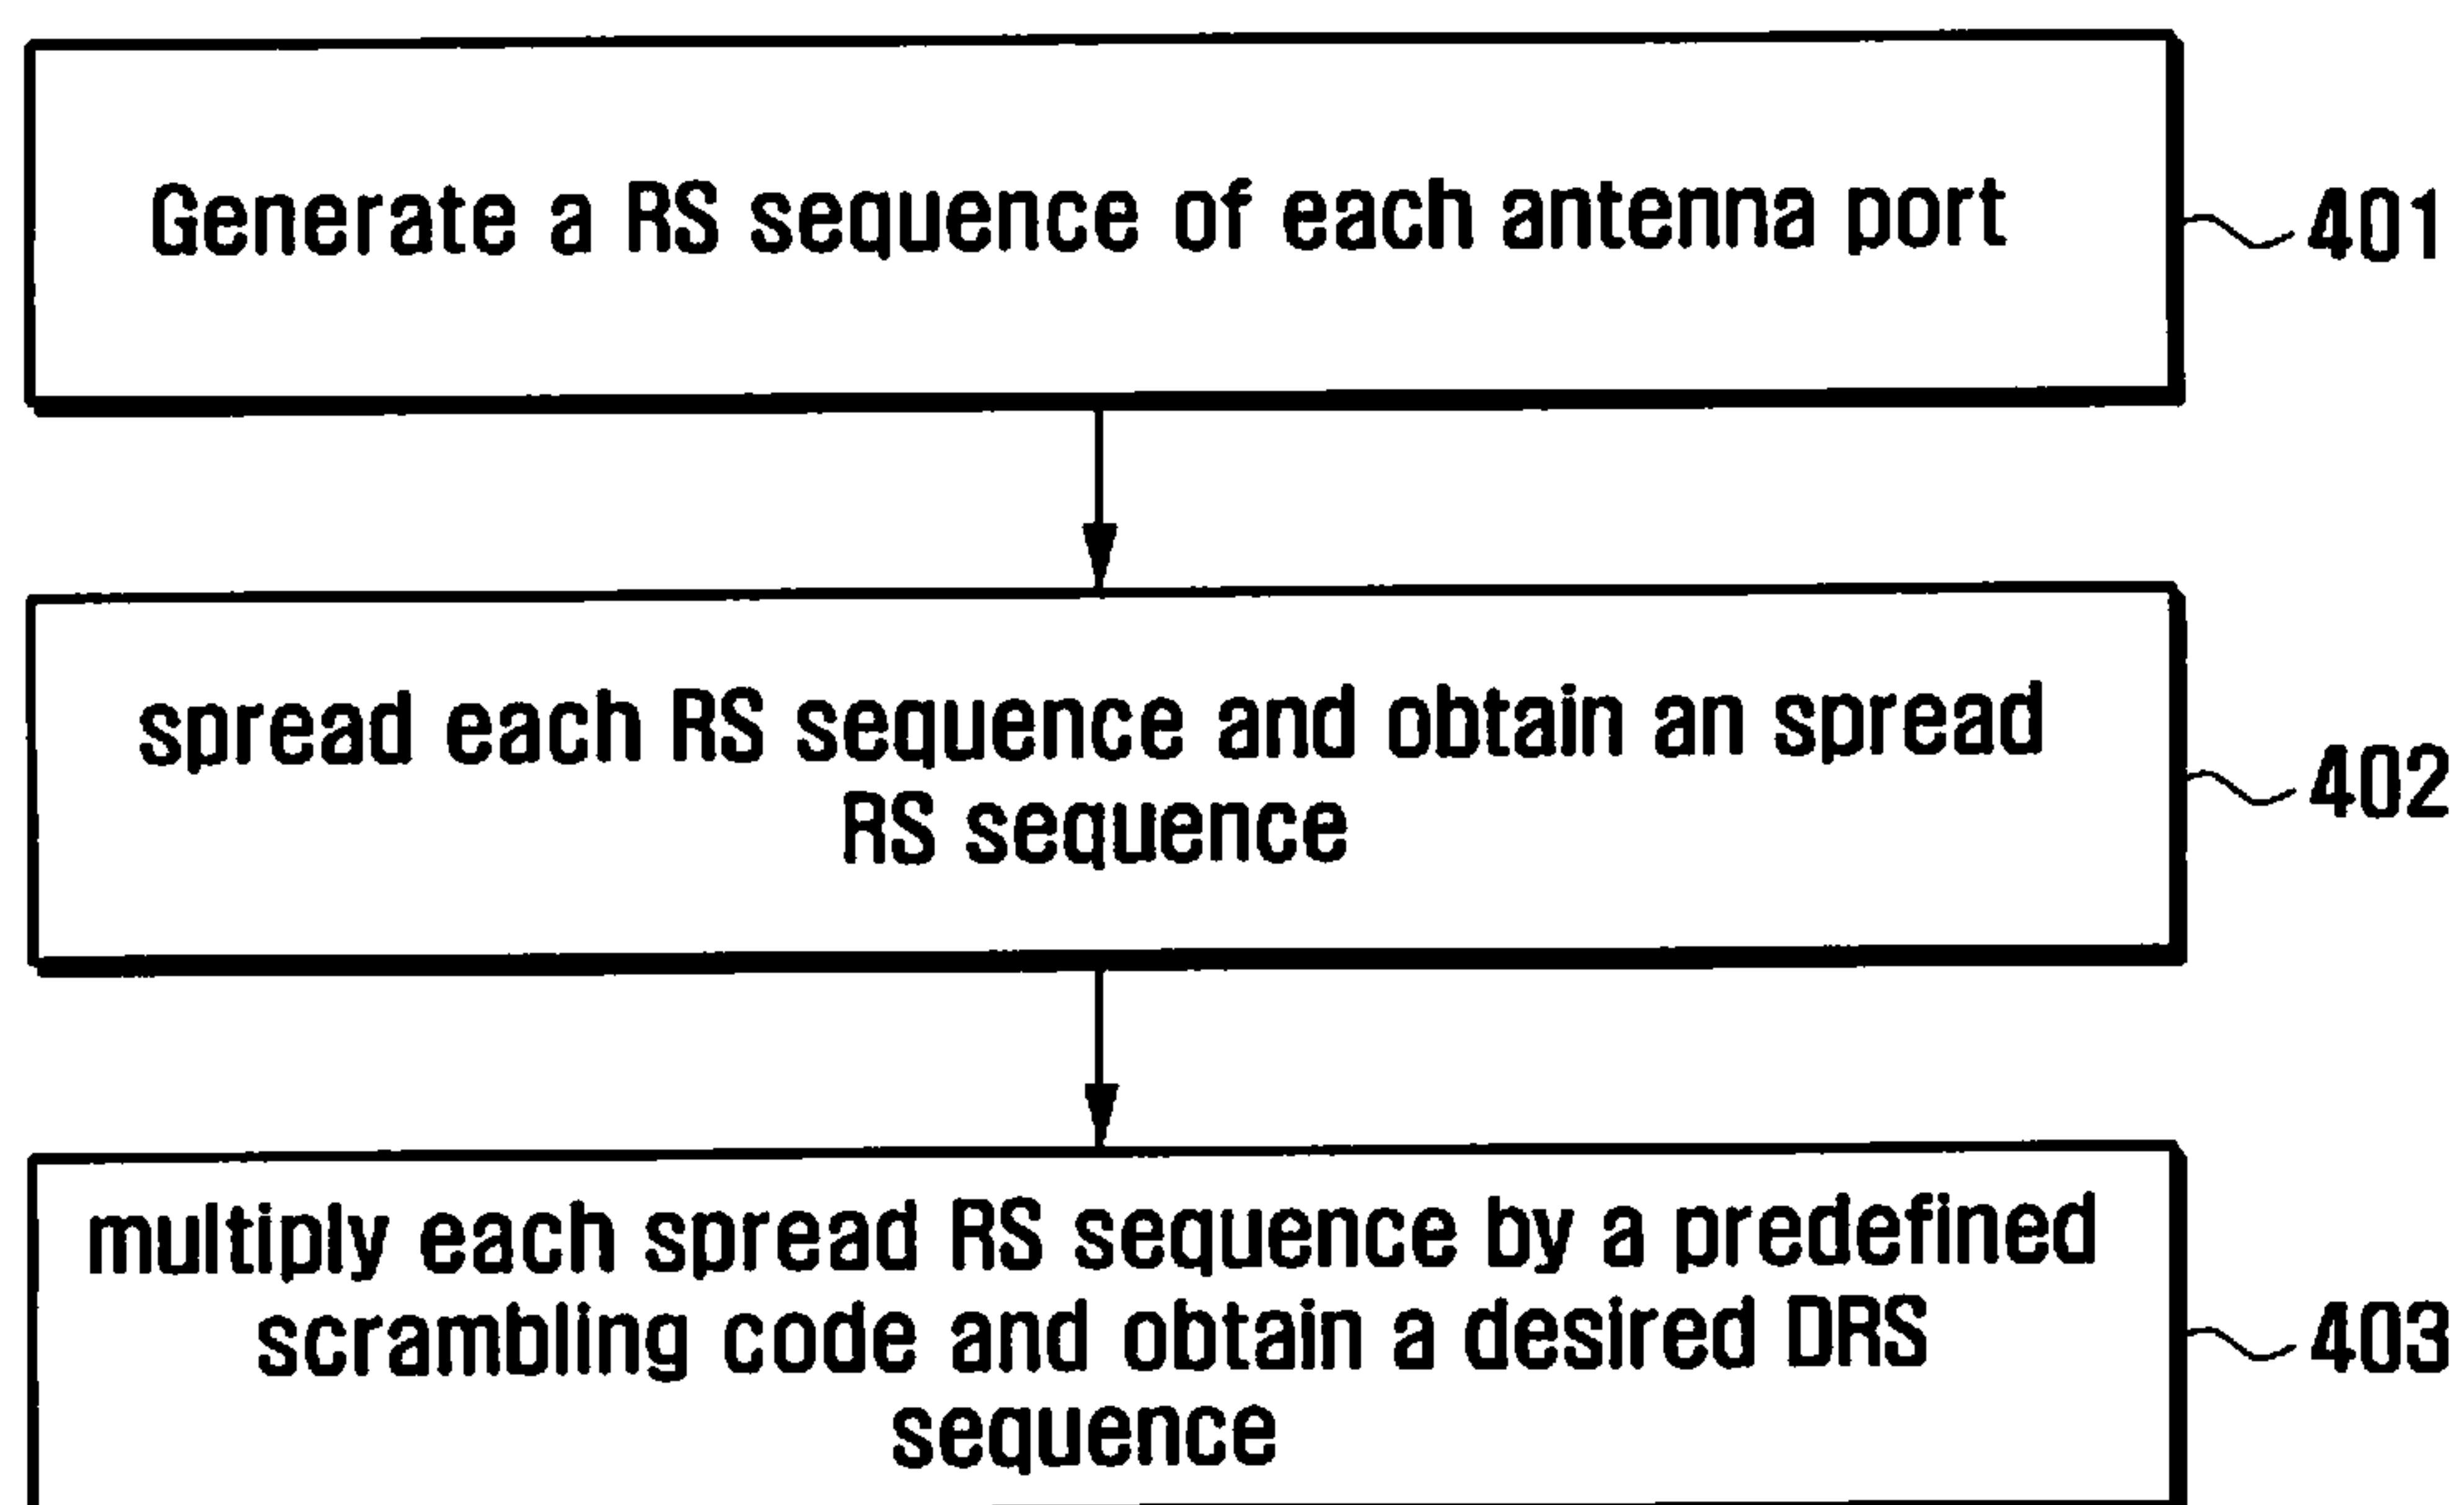 Generate a RS sequence of each antenna port
401
spread each RS sequence and obtain an spread
RS sequence
402
multiply each spread RS sequence by a predefined
scrambling code and obtain a desired DRS
sequence
403